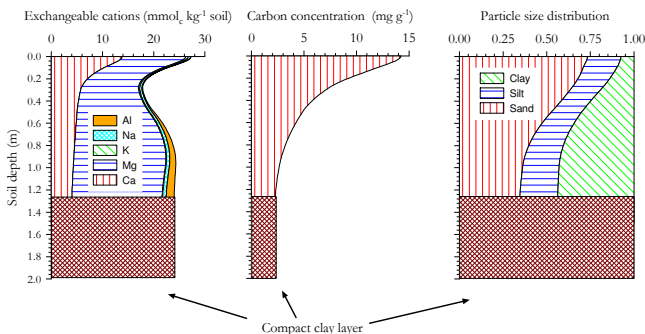 Exchangeable cations (mmolc kg-1 soil)
0 10 20 30
Carbon concentration (mg g-1)
0 5 10 15
Particle size distribution
0.00 0.25 0.50 0.75 1.00
Soil depth (m)
0.0
0.2
0.4
0.6
0.8
1.0
1.2
1.4
1.6
1.8
2.0
Al
Na
K
Mg
Ca
Clay
Silt
Sand
Compact clay layer